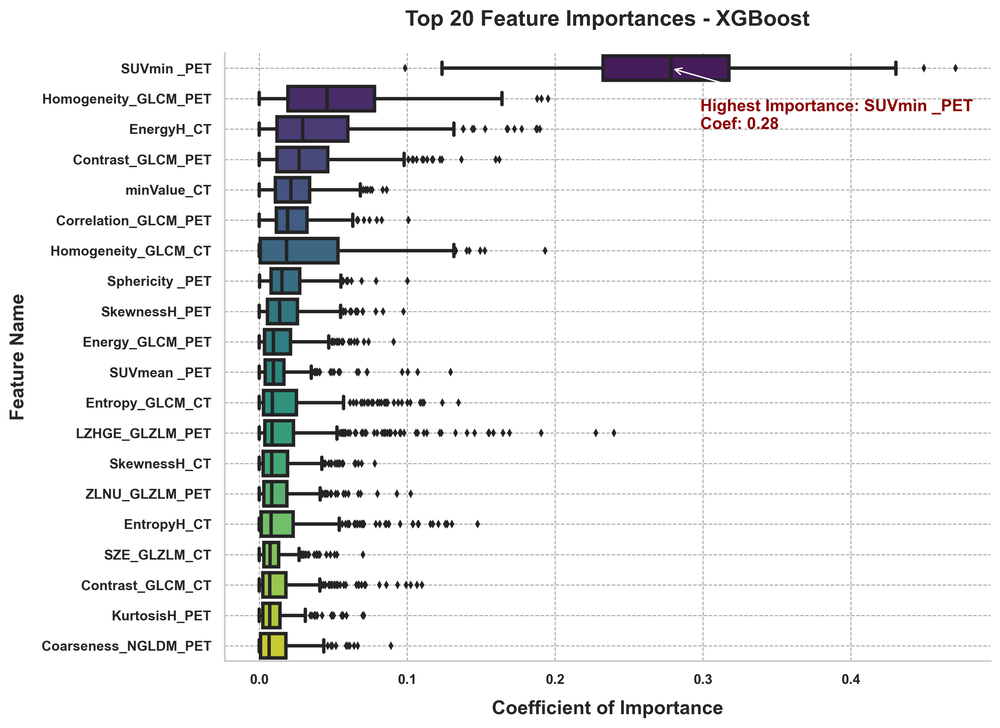 Top 20 Feature Importances - XGBoost
SUVmin _PET
Homogeneity_GLCM_PET
EnergyH_CT
Contrast_GLCM_PET
minValue_CT
Correlation_GLCM_PET
Homogeneity_GLCM_CT
Sphericity _PET
SkewnessH_PET
Energy_GLCM_PET
SUVmean _PET
Entropy_GLCM_CT
LZHGE_GLZLM_PET
SkewnessH_CT
ZLNU_GLZLM_PET
EntropyH_CT
SZE_GLZLM_CT
Contrast_GLCM_CT
KurtosisH_PET
Coarseness_NGLDM_PET
Highest Importance: SUVmin _PET
Coef: 0.28
Feature Name
0.0 0.1 0.2 0.3 0.4
Coefficient of Importance